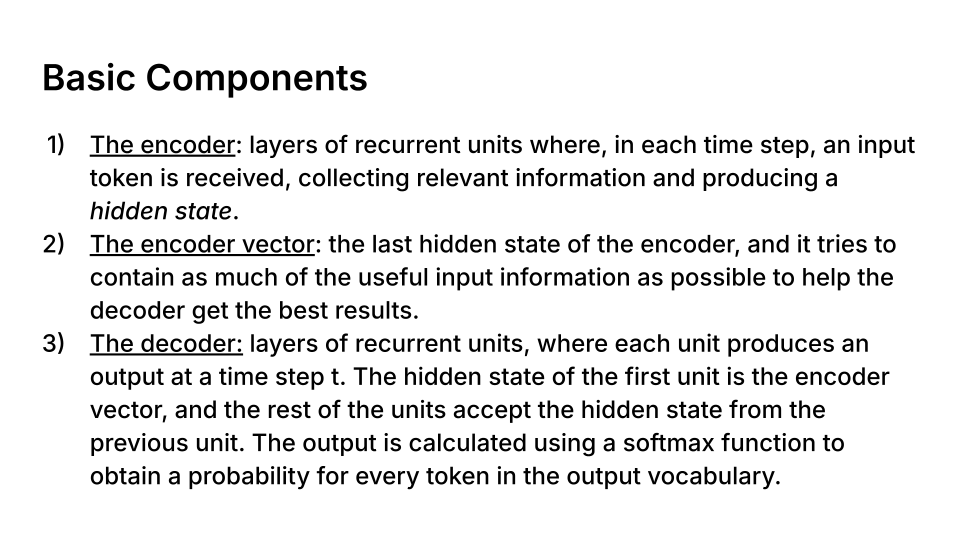 Basic Components
1) The encoder: layers of recurrent units where, in each time step, an input
token is received, collecting relevant information and producing a
hidden state.
2) The encoder vector: the last hidden state of the encoder, and it tries to
contain as much of the useful input information as possible to help the
decoder get the best results.
3) The decoder: layers of recurrent units, where each unit produces an
output at a time step t. The hidden state of the first unit is the encoder
vector, and the rest of the units accept the hidden state from the
previous unit. The output is calculated using a softmax function to
obtain a probability for every token in the output vocabulary.